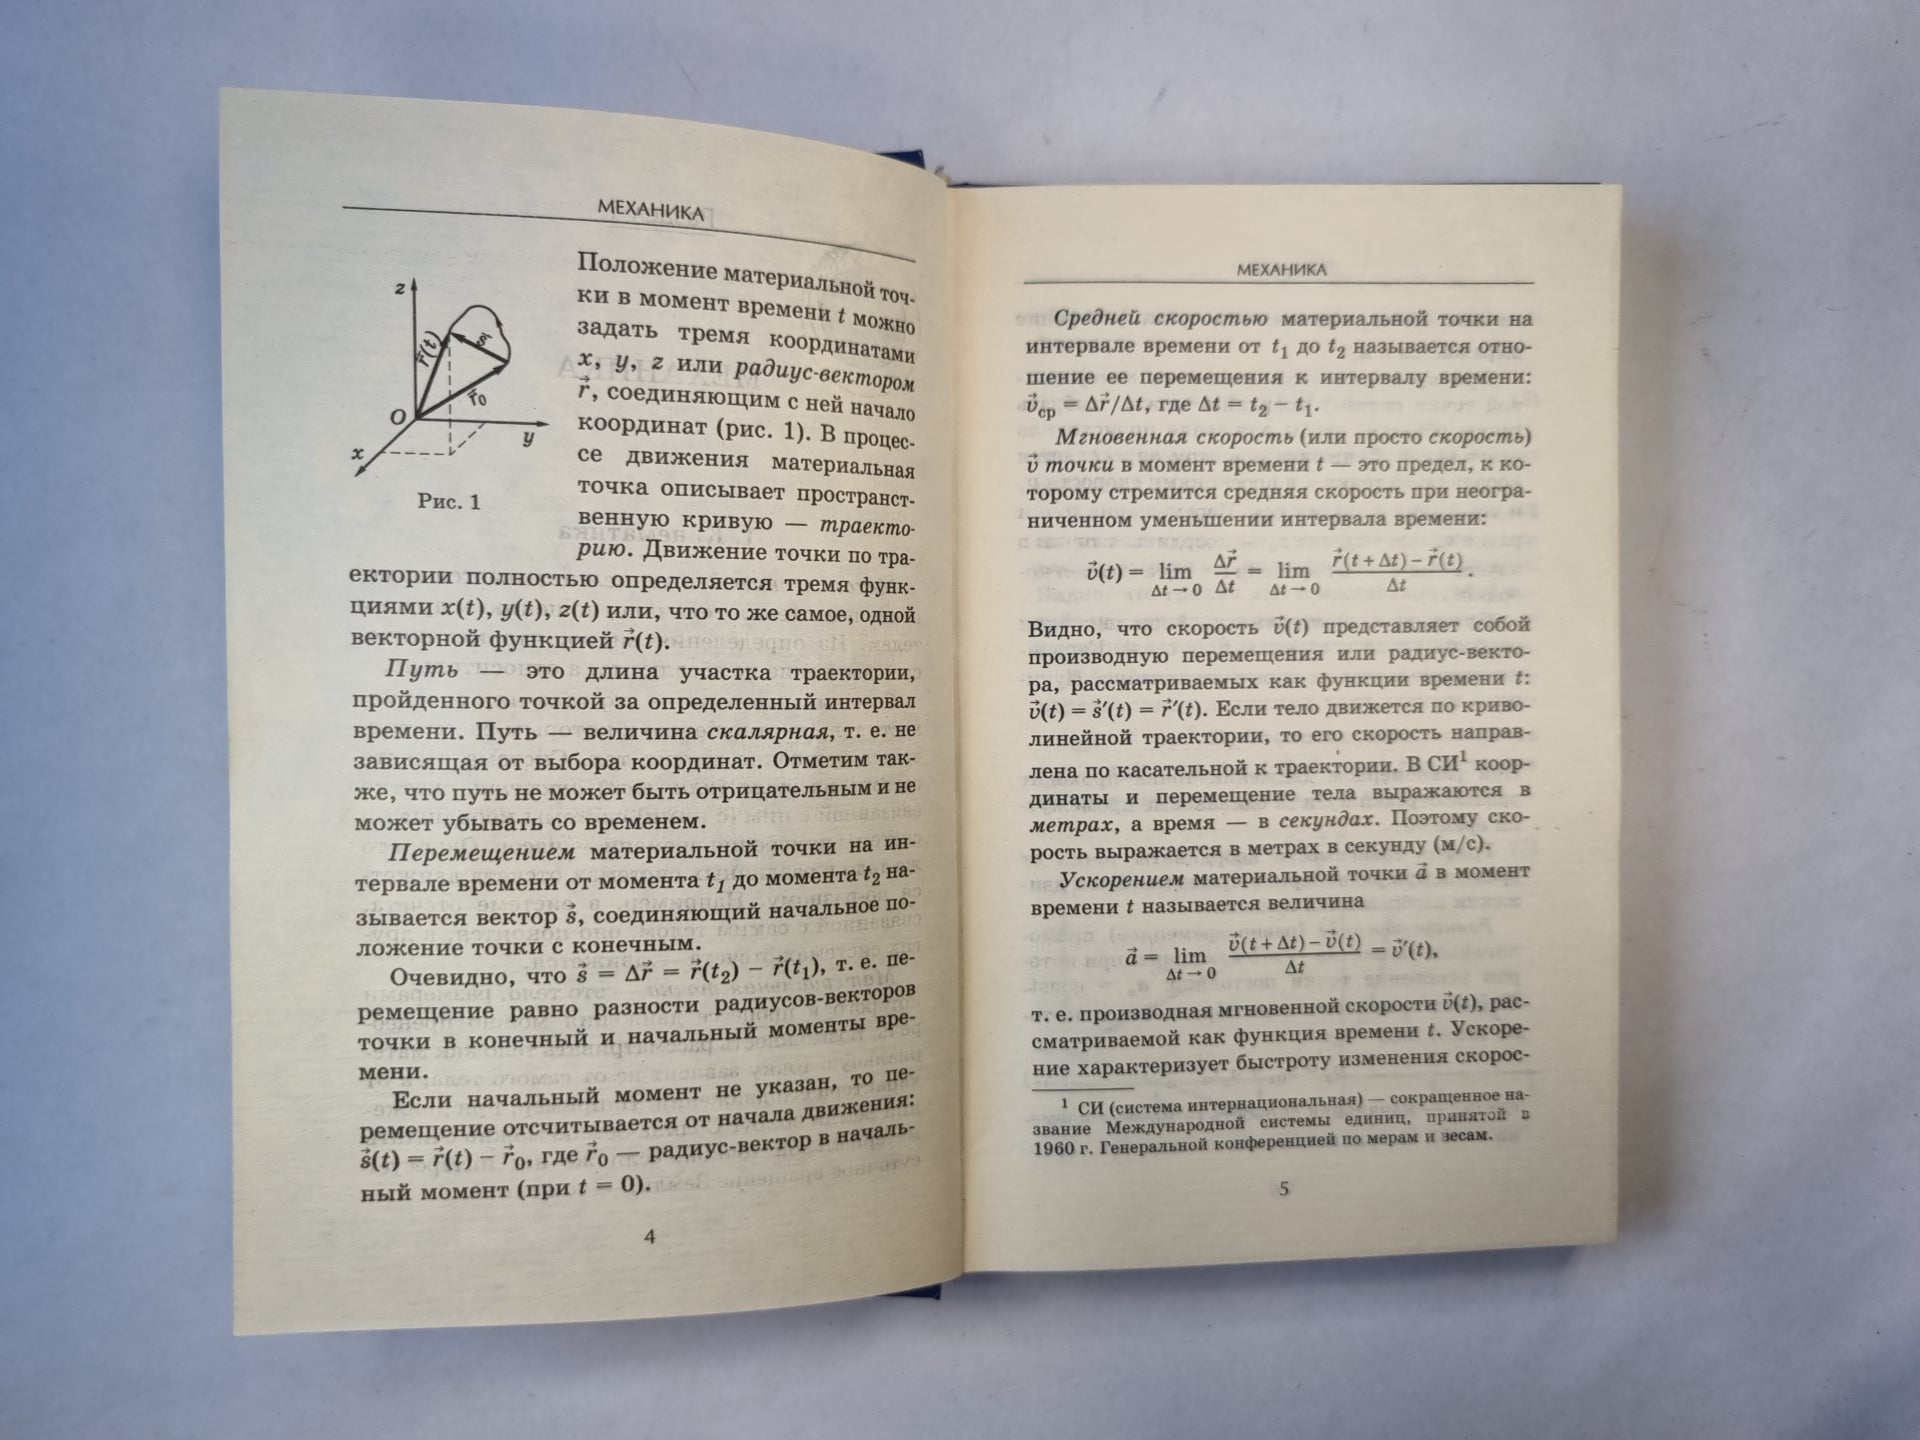 МЕХАНИКА
z
r⃗(t)
s⃗
r⃗₀
O
y
x
Рис. 1
Положение материальной точ-
ки в момент времени t можно
задать тремя координатами
x, y, z или радиус-вектором
r⃗, соединяющим с ней начало
координат (рис. 1). В процес-
се движения материальная
точка описывает пространст-
венную кривую — траекто-
рию. Движение точки по тра-
ектории полностью определяется тремя функ-
циями x(t), y(t), z(t) или, что то же самое, одной
векторной функцией r⃗(t).
Путь — это длина участка траектории,
пройденного точкой за определенный интервал
времени. Путь — величина скалярная, т. е. не
зависящая от выбора координат. Отметим так-
же, что путь не может быть отрицательным и не
может убывать со временем.
Перемещением материальной точки на ин-
тервале времени от момента t₁ до момента t₂ на-
зывается вектор s⃗, соединяющий начальное по-
ложение точки с конечным.
Очевидно, что s⃗ = Δr⃗ = r⃗(t₂) − r⃗(t₁), т. е. пе-
ремещение равно разности радиусов-векторов
точки в конечный и начальный моменты вре-
мени.
Если начальный момент не указан, то пе-
ремещение отсчитывается от начала движения:
s⃗(t) = r⃗(t) − r⃗₀, где r⃗₀ — радиус-вектор в началь-
ный момент (при t = 0).
4
МЕХАНИКА
Средней скоростью материальной точки на
интервале времени от t₁ до t₂ называется отно-
шение ее перемещения к интервалу времени:
v⃗ср = Δr⃗/Δt, где Δt = t₂ − t₁.
Мгновенная скорость (или просто скорость)
v⃗ точки в момент времени t — это предел, к ко-
торому стремится средняя скорость при неогра-
ниченном уменьшении интервала времени:
v⃗(t) = lim Δt→0 Δr⃗/Δt = lim Δt→0 (r⃗(t + Δt) − r⃗(t))/Δt.
Видно, что скорость v⃗(t) представляет собой
производную перемещения или радиус-векто-
ра, рассматриваемых как функции времени t:
v⃗(t) = s⃗′(t) = r⃗′(t). Если тело движется по криво-
линейной траектории, то его скорость направ-
лена по касательной к траектории. В СИ¹ коор-
динаты и перемещение тела выражаются в
метрах, а время — в секундах. Поэтому ско-
рость выражается в метрах в секунду (м/с).
Ускорением материальной точки a⃗ в момент
времени t называется величина
a⃗ = lim Δt→0 (v⃗(t + Δt) − v⃗(t))/Δt = v⃗′(t),
т. е. производная мгновенной скорости v⃗(t), рас-
сматриваемой как функция времени t. Ускоре-
ние характеризует быстроту изменения скорос-
¹ СИ (система интернациональная) — сокращенное на-
звание Международной системы единиц, принятой в
1960 г. Генеральной конференцией по мерам и весам.
5